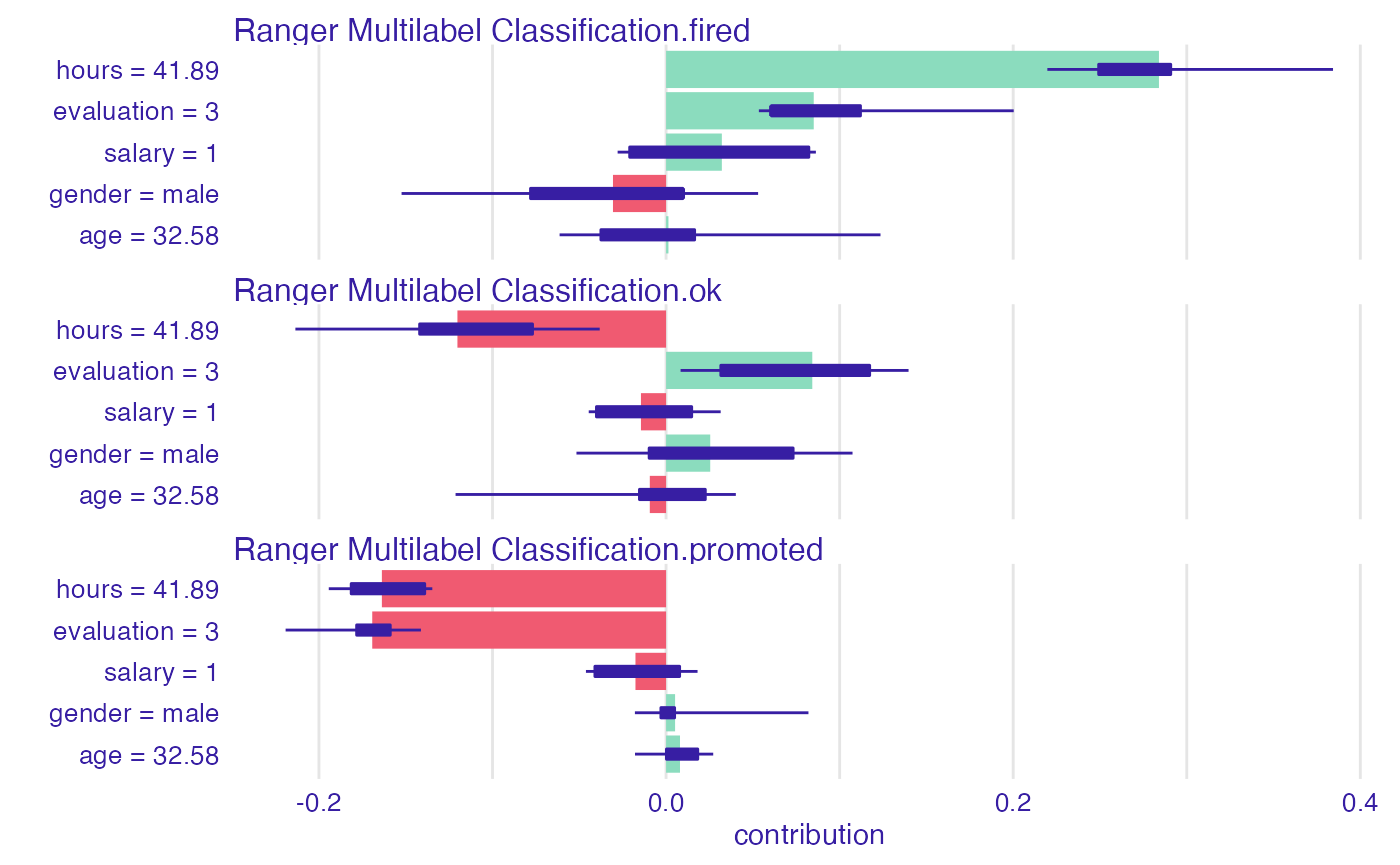 Ranger Multilabel Classification.fired
hours = 41.89
evaluation = 3
salary = 1
gender = male
age = 32.58
Ranger Multilabel Classification.ok
hours = 41.89
evaluation = 3
salary = 1
gender = male
age = 32.58
Ranger Multilabel Classification.promoted
hours = 41.89
evaluation = 3
salary = 1
gender = male
age = 32.58
-0.2 0.0 0.2 0.4
contribution